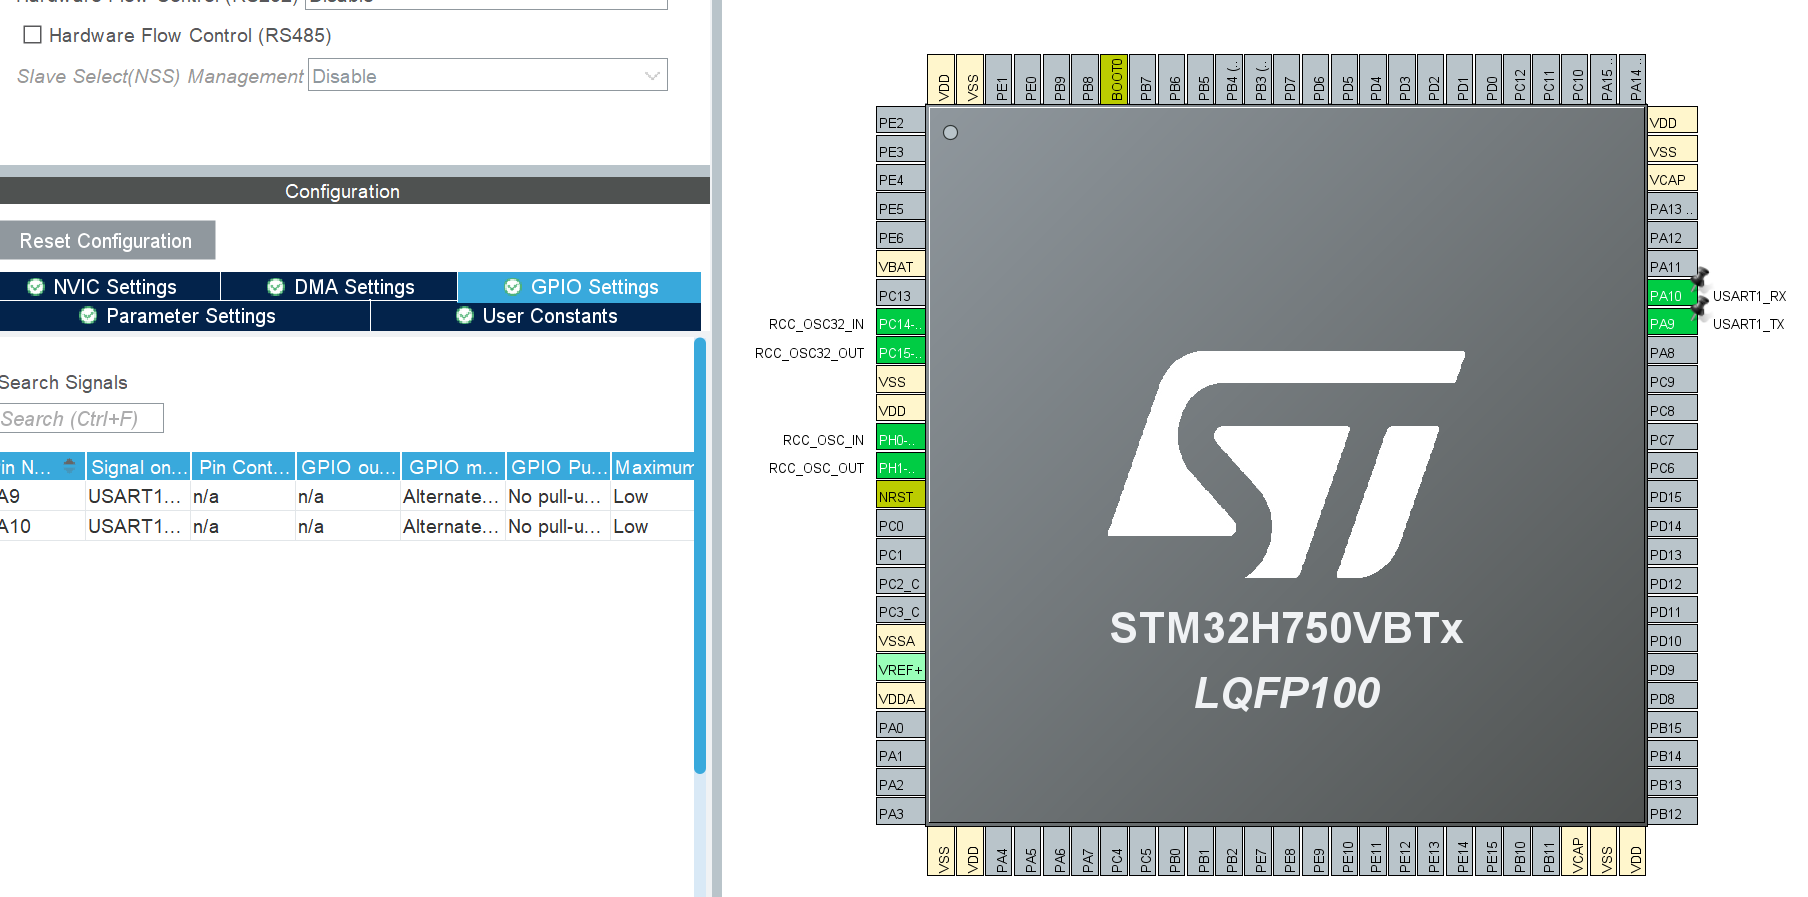 Hardware Flow Control (RS232) Disable
Hardware Flow Control (RS485)
Slave Select(NSS) Management Disable
Configuration
Reset Configuration
NVIC Settings
DMA Settings
GPIO Settings
Parameter Settings
User Constants
Search Signals
Search (Ctrl+F)
in N... Signal on... Pin Cont... GPIO ou... GPIO m... GPIO Pu... Maximum
A9 USART1... n/a n/a Alternate... No pull-u... Low
A10 USART1... n/a n/a Alternate... No pull-u... Low
VDD
VSS
PE1
PE0
PB9
PB8
BOOT0
PB7
PB6
PB5
PB4 (..
PB3 (..
PD7
PD6
PD5
PD4
PD3
PD2
PD1
PD0
PC12
PC11
PC10
PA15 ..
PA14 ..
PE2
PE3
PE4
PE5
PE6
VBAT
PC13
RCC_OSC32_IN PC14-..
RCC_OSC32_OUT PC15-..
VSS
VDD
RCC_OSC_IN PH0-..
RCC_OSC_OUT PH1-..
NRST
PC0
PC1
PC2_C
PC3_C
VSSA
VREF+
VDDA
PA0
PA1
PA2
PA3
STM32H750VBTx
LQFP100
VDD
VSS
VCAP
PA13 ..
PA12
PA11
PA10 USART1_RX
PA9 USART1_TX
PA8
PC9
PC8
PC7
PC6
PD15
PD14
PD13
PD12
PD11
PD10
PD9
PD8
PB15
PB14
PB13
PB12
VSS
VDD
PA4
PA5
PA6
PA7
PC4
PC5
PB0
PB1
PB2
PE7
PE8
PE9
PE10
PE11
PE12
PE13
PE14
PE15
PB10
PB11
VCAP
VSS
VDD